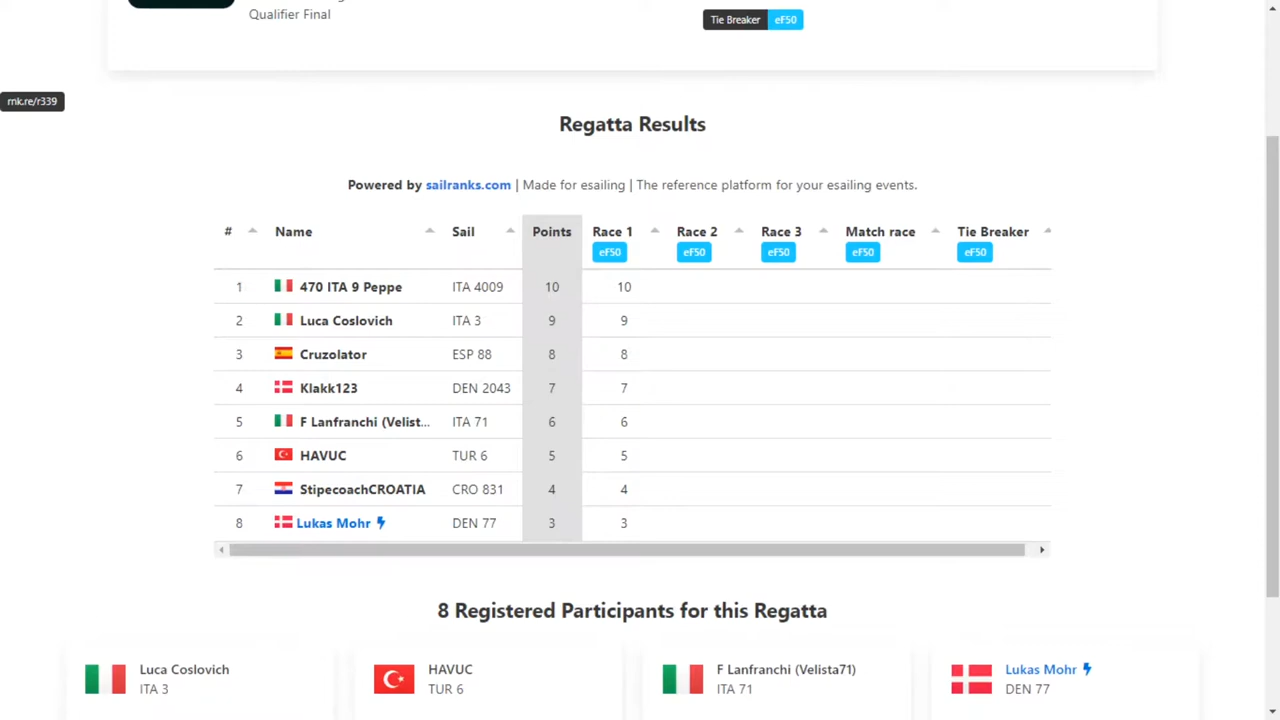 Qualifier Final
Tie Breaker eF50
rnk.re/r339
Regatta Results
Powered by sailranks.com | Made for esailing | The reference platform for your esailing events.
# Name Sail Points Race 1 Race 2 Race 3 Match race Tie Breaker
eF50 eF50 eF50 eF50 eF50
1 470 ITA 9 Peppe ITA 4009 10 10
2 Luca Coslovich ITA 3 9 9
3 Cruzolator ESP 88 8 8
4 Klakk123 DEN 2043 7 7
5 F Lanfranchi (Velist... ITA 71 6 6
6 HAVUC TUR 6 5 5
7 StipecoachCROATIA CRO 831 4 4
8 Lukas Mohr DEN 77 3 3
8 Registered Participants for this Regatta
Luca Coslovich
ITA 3
HAVUC
TUR 6
F Lanfranchi (Velista71)
ITA 71
Lukas Mohr
DEN 77